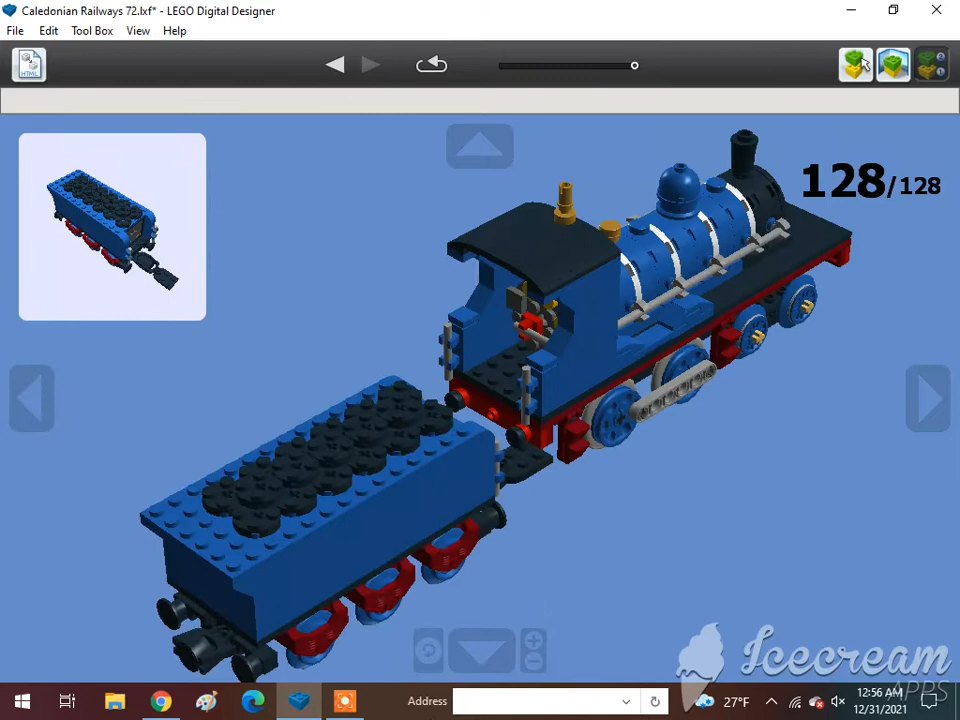 Caledonian Railways 72.lxf* - LEGO Digital Designer
File Edit Tool Box View Help
HTML
128/128
Icecream
APPS
Address
27°F
12:56 AM
12/31/2021